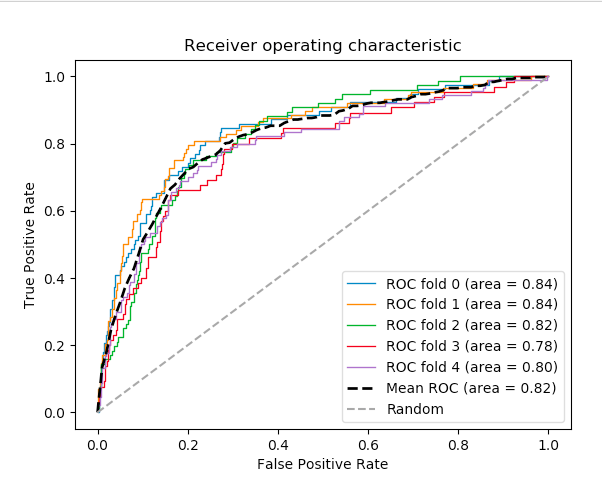 Receiver operating characteristic
1.0
0.8
0.6
0.4
0.2
0.0
True Positive Rate
ROC fold 0 (area = 0.84)
ROC fold 1 (area = 0.84)
ROC fold 2 (area = 0.82)
ROC fold 3 (area = 0.78)
ROC fold 4 (area = 0.80)
Mean ROC (area = 0.82)
Random
0.0 0.2 0.4 0.6 0.8 1.0
False Positive Rate